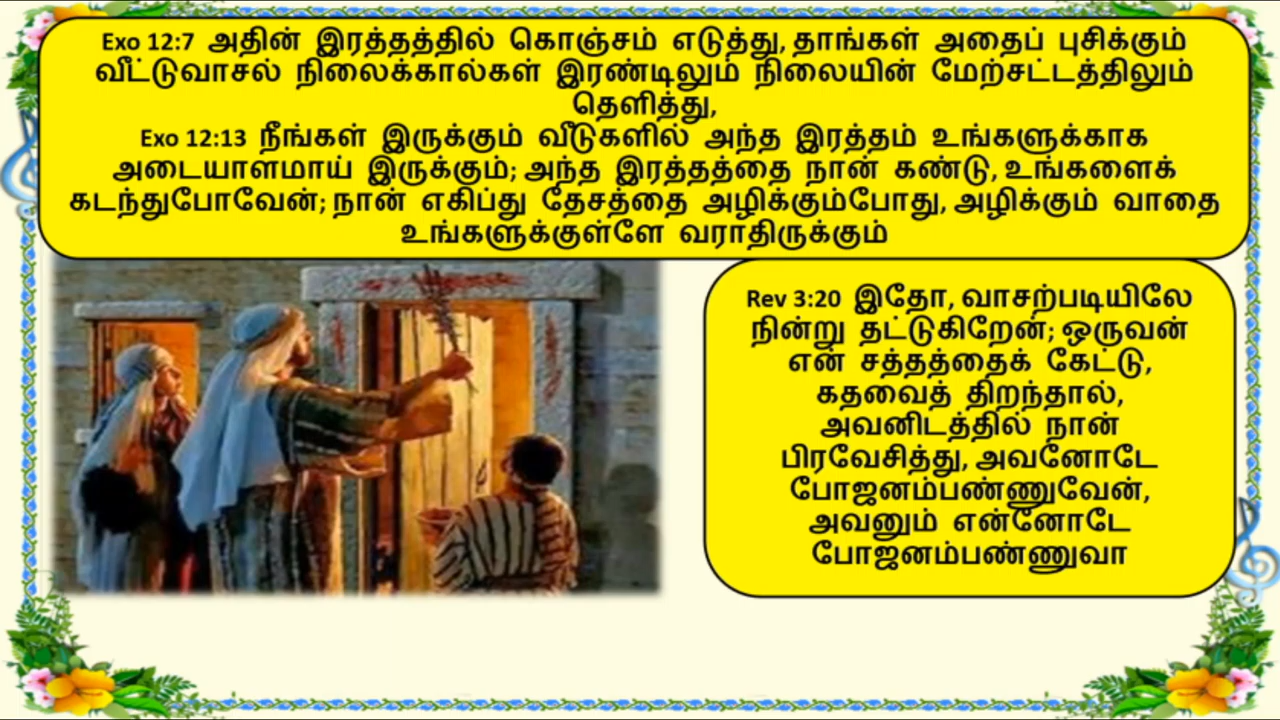 Exo 12:7 அதின் இரத்தத்தில் கொஞ்சம் எடுத்து, தாங்கள் அதைப் புசிக்கும்
வீட்டுவாசல் நிலைக்கால்கள் இரண்டிலும் நிலையின் மேற்சட்டத்திலும்
தெளித்து,
Exo 12:13 நீங்கள் இருக்கும் வீடுகளில் அந்த இரத்தம் உங்களுக்காக
அடையாளமாய் இருக்கும்; அந்த இரத்தத்தை நான் கண்டு, உங்களைக்
கடந்துபோவேன்; நான் எகிப்து தேசத்தை அழிக்கும்போது, அழிக்கும் வாதை
உங்களுக்குள்ளே வராதிருக்கும்
Rev 3:20 இதோ, வாசற்படியிலே
நின்று தட்டுகிறேன்; ஒருவன்
என் சத்தத்தைக் கேட்டு,
கதவைத் திறந்தால்,
அவனிடத்தில் நான்
பிரவேசித்து, அவனோடே
போஜனம்பண்ணுவேன்,
அவனும் என்னோடே
போஜனம்பண்ணுவா